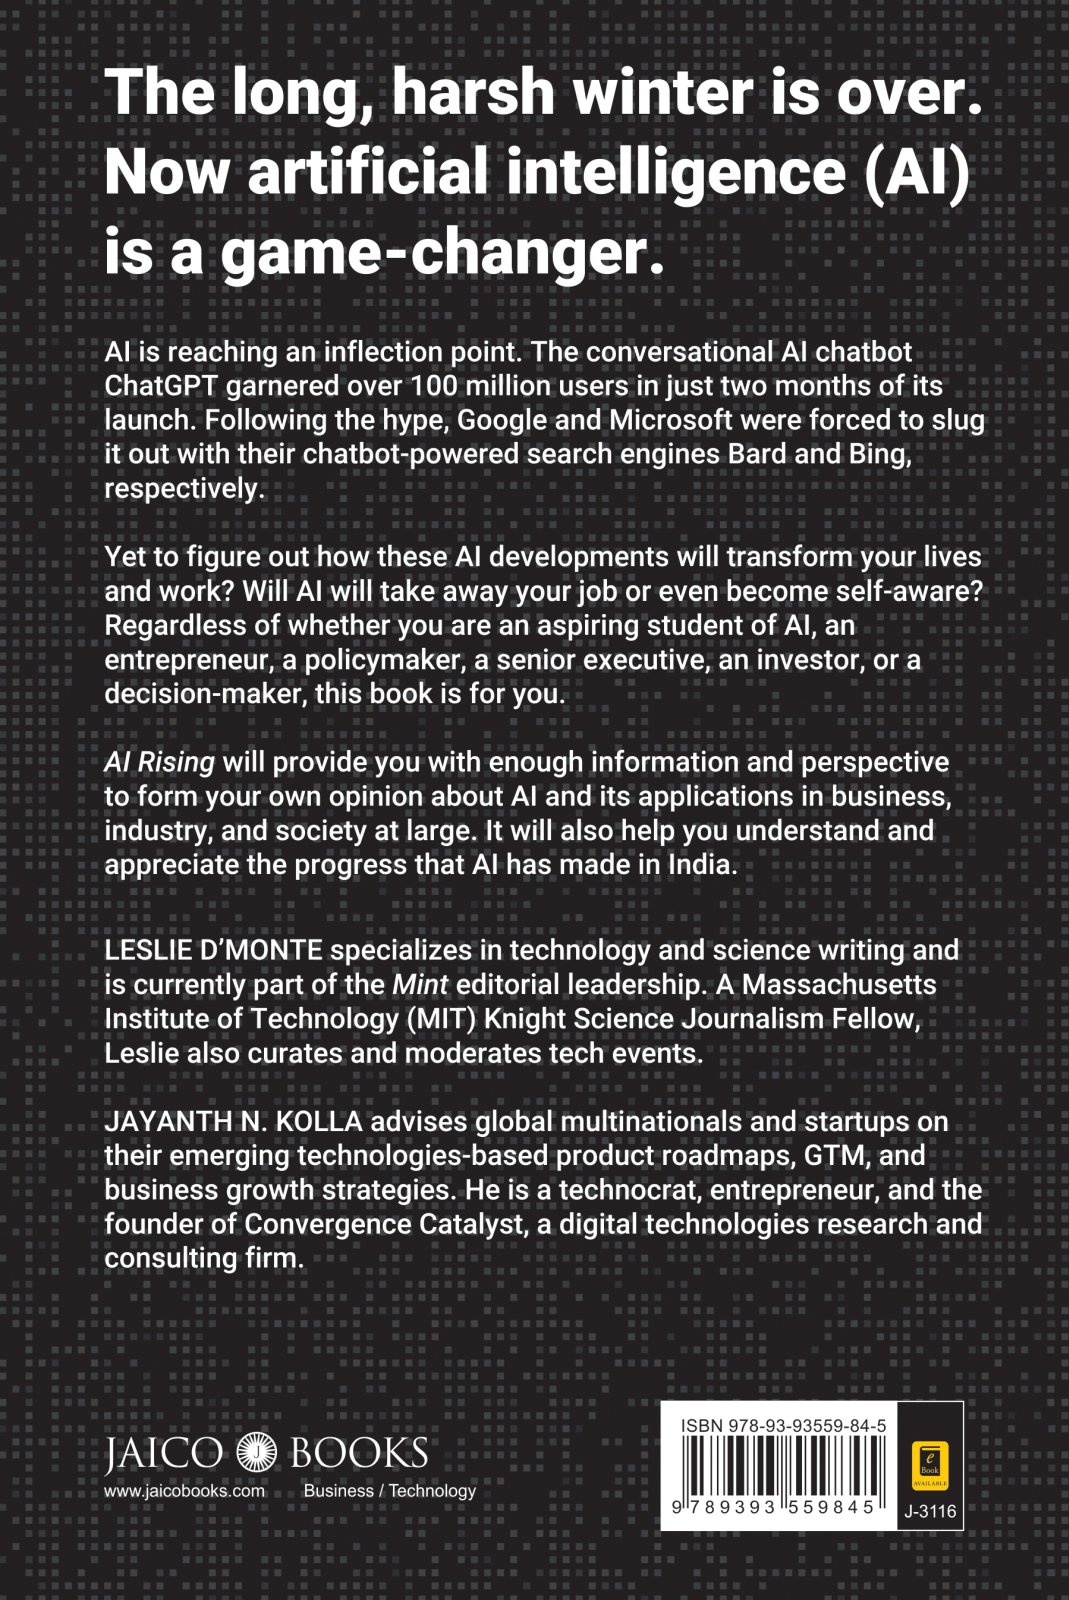 The long, harsh winter is over.
Now artificial intelligence (AI)
is a game-changer.
AI is reaching an inflection point. The conversational AI chatbot
ChatGPT garnered over 100 million users in just two months of its
launch. Following the hype, Google and Microsoft were forced to slug
it out with their chatbot-powered search engines Bard and Bing,
respectively.
Yet to figure out how these AI developments will transform your lives
and work? Will AI will take away your job or even become self-aware?
Regardless of whether you are an aspiring student of AI, an
entrepreneur, a policymaker, a senior executive, an investor, or a
decision-maker, this book is for you.
AI Rising will provide you with enough information and perspective
to form your own opinion about AI and its applications in business,
industry, and society at large. It will also help you understand and
appreciate the progress that AI has made in India.
LESLIE D’MONTE specializes in technology and science writing and
is currently part of the Mint editorial leadership. A Massachusetts
Institute of Technology (MIT) Knight Science Journalism Fellow,
Leslie also curates and moderates tech events.
JAYANTH N. KOLLA advises global multinationals and startups on
their emerging technologies-based product roadmaps, GTM, and
business growth strategies. He is a technocrat, entrepreneur, and the
founder of Convergence Catalyst, a digital technologies research and
consulting firm.
JAICO J BOOKS
www.jaicobooks.com Business / Technology
ISBN 978-93-93559-84-5
9 789393 559845
e
Book
AVAILABLE
J-3116